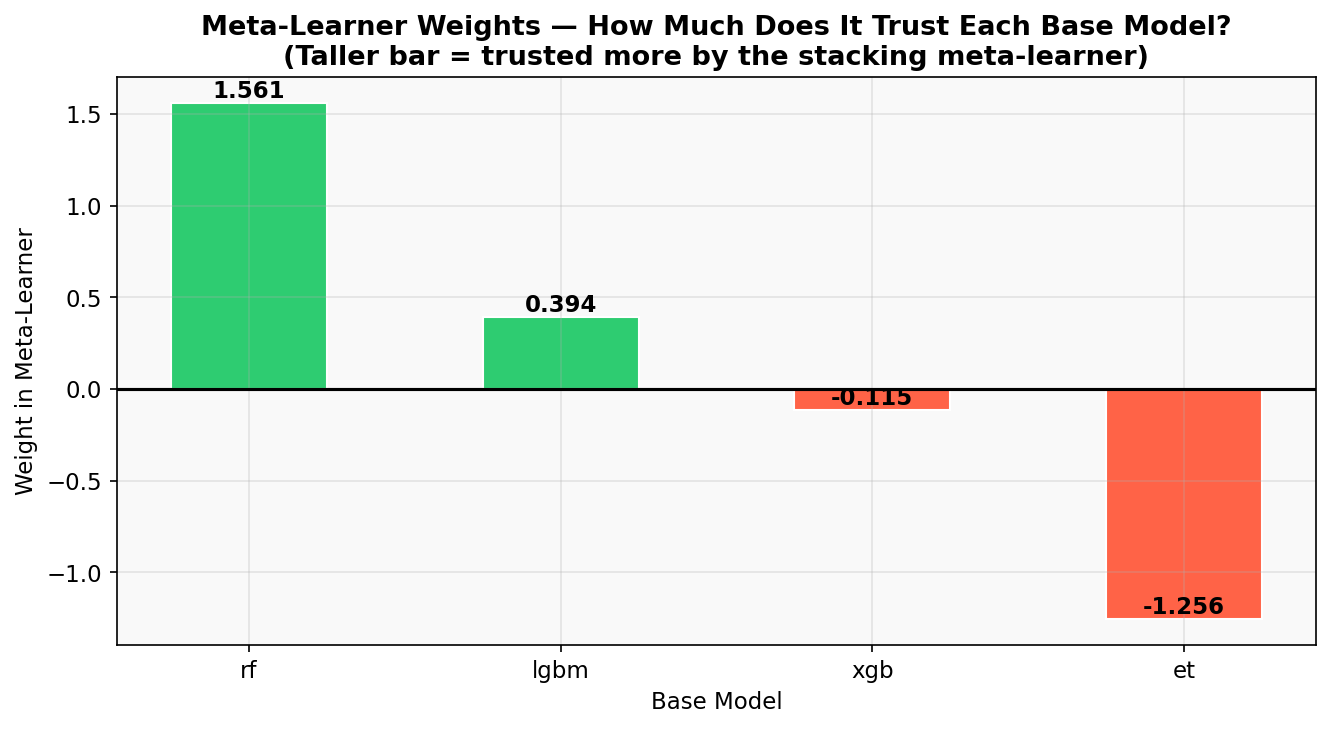 Meta-Learner Weights — How Much Does It Trust Each Base Model?
(Taller bar = trusted more by the stacking meta-learner)
Weight in Meta-Learner
1.5
1.0
0.5
0.0
−0.5
−1.0
1.561
0.394
-0.115
-1.256
rf
lgbm
xgb
et
Base Model